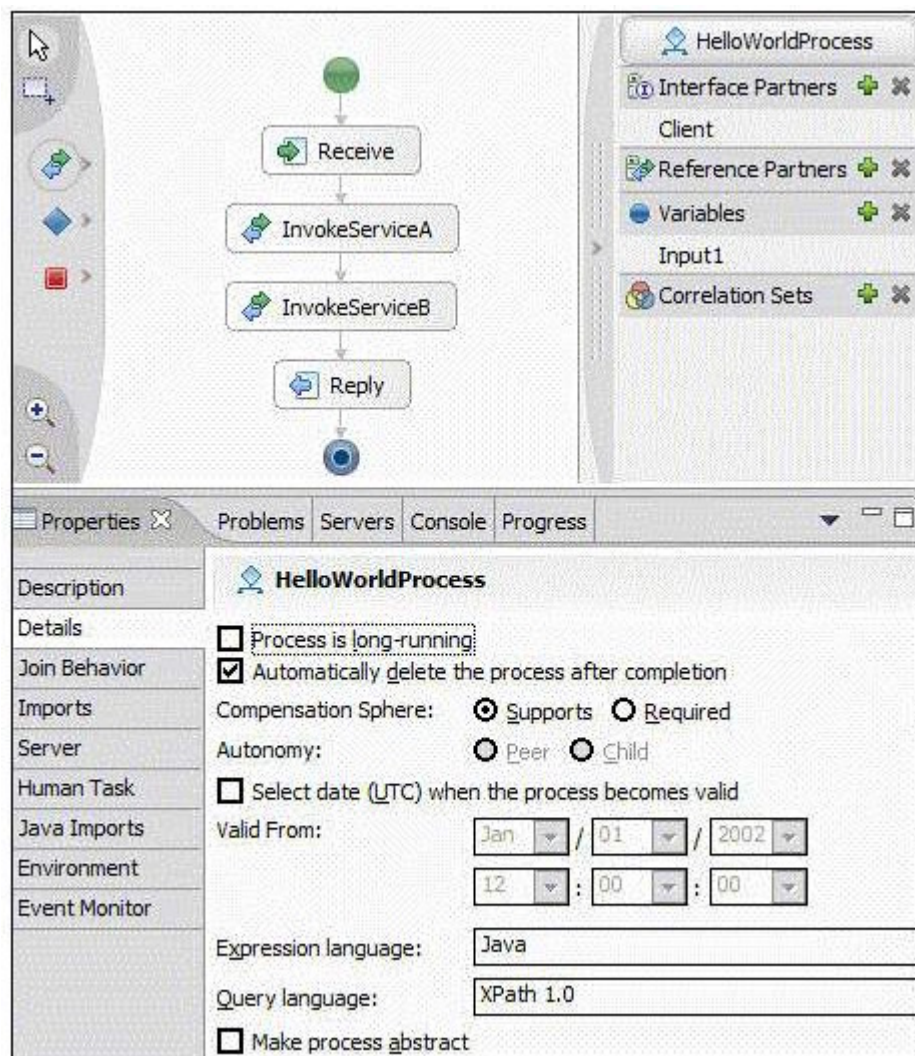 HelloWorldProcess
Interface Partners
Client
Reference Partners
Variables
Input1
Correlation Sets
Receive
InvokeServiceA
InvokeServiceB
Reply
Properties Problems Servers Console Progress
Description
Details
Join Behavior
Imports
Server
Human Task
Java Imports
Environment
Event Monitor
HelloWorldProcess
Process is long-running
Automatically delete the process after completion
Compensation Sphere: Supports Required
Autonomy: Peer Child
Select date (UTC) when the process becomes valid
Valid From: Jan / 01 / 2002
12 : 00 : 00
Expression language: Java
Query language: XPath 1.0
Make process abstract